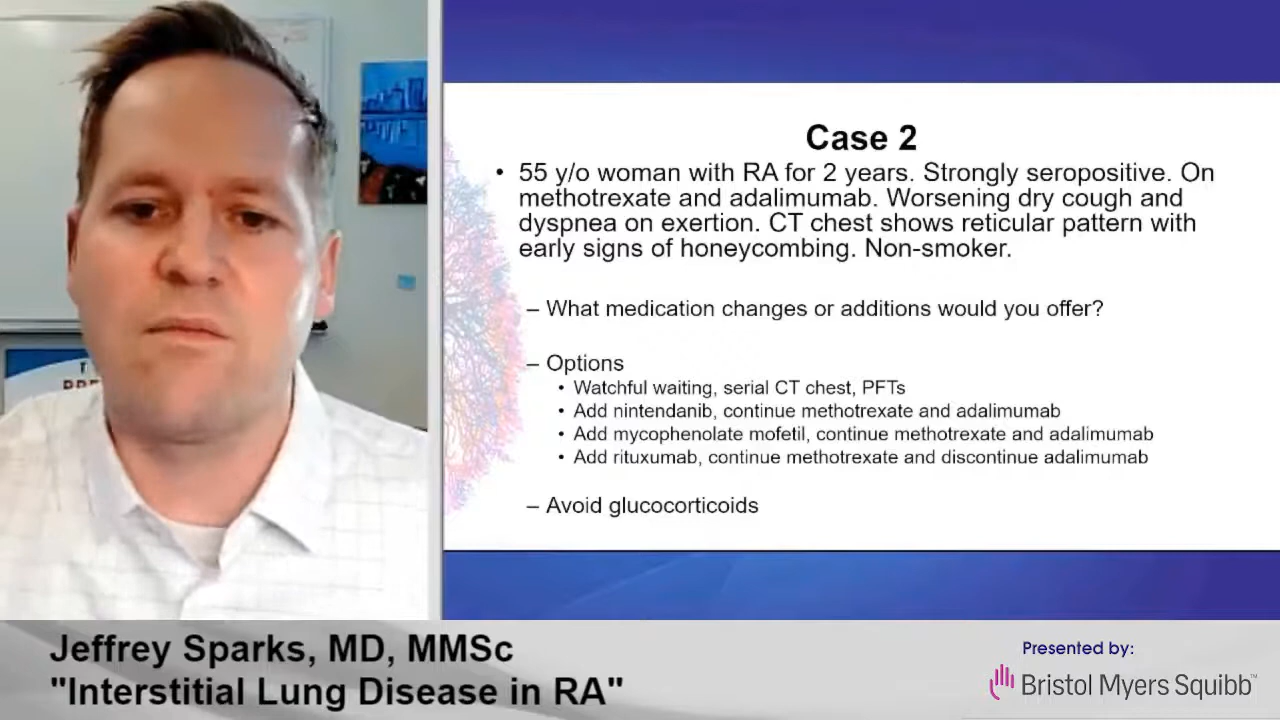 Case 2
• 55 y/o woman with RA for 2 years. Strongly seropositive. On
methotrexate and adalimumab. Worsening dry cough and
dyspnea on exertion. CT chest shows reticular pattern with
early signs of honeycombing. Non-smoker.
– What medication changes or additions would you offer?
– Options
• Watchful waiting, serial CT chest, PFTs
• Add nintendanib, continue methotrexate and adalimumab
• Add mycophenolate mofetil, continue methotrexate and adalimumab
• Add rituxumab, continue methotrexate and discontinue adalimumab
– Avoid glucocorticoids
Jeffrey Sparks, MD, MMSc
"Interstitial Lung Disease in RA"
Presented by:
Bristol Myers Squibb™